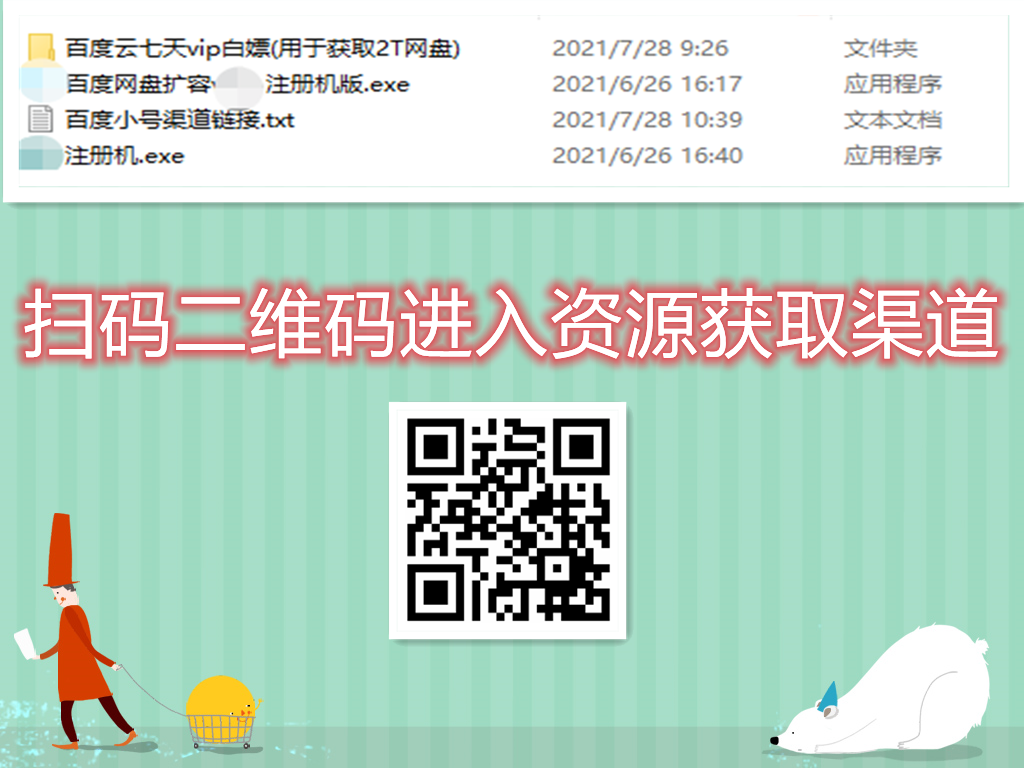 百度云七天vip白嫖(用于获取2T网盘) 2021/7/28 9:26 文件夹
百度网盘扩容 注册机版.exe 2021/6/26 16:17 应用程序
百度小号渠道链接.txt 2021/7/28 10:39 文本文档
注册机.exe 2021/6/26 16:40 应用程序
扫码二维码进入资源获取渠道